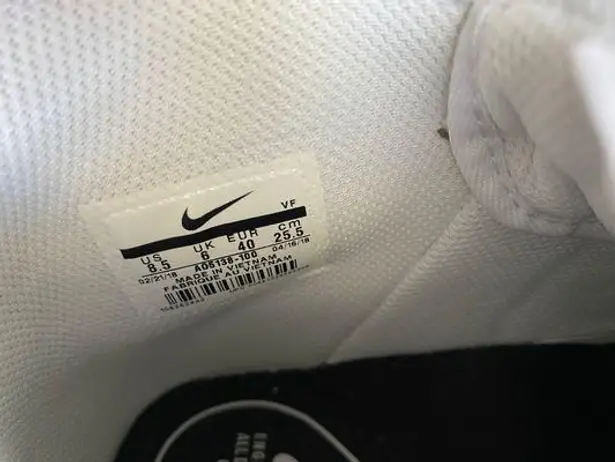 VF
US UK EUR cm
8.5 6 40 25.5
02/21/18 AO5138-100 04/16/18
MADE IN VIETNAM
FABRIQUE AU VIETNAM